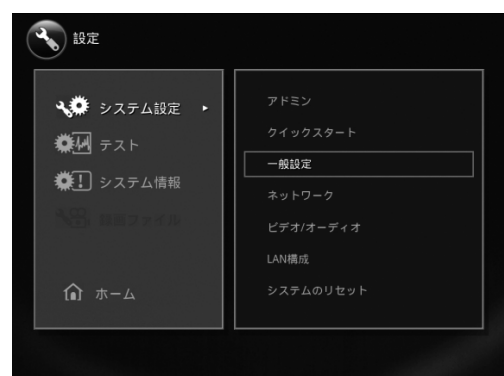 設定
システム設定
テスト
システム情報
ホーム
アドミン
クイックスタート
一般設定
ネットワーク
ビデオ/オーディオ
LAN構成
システムのリセット